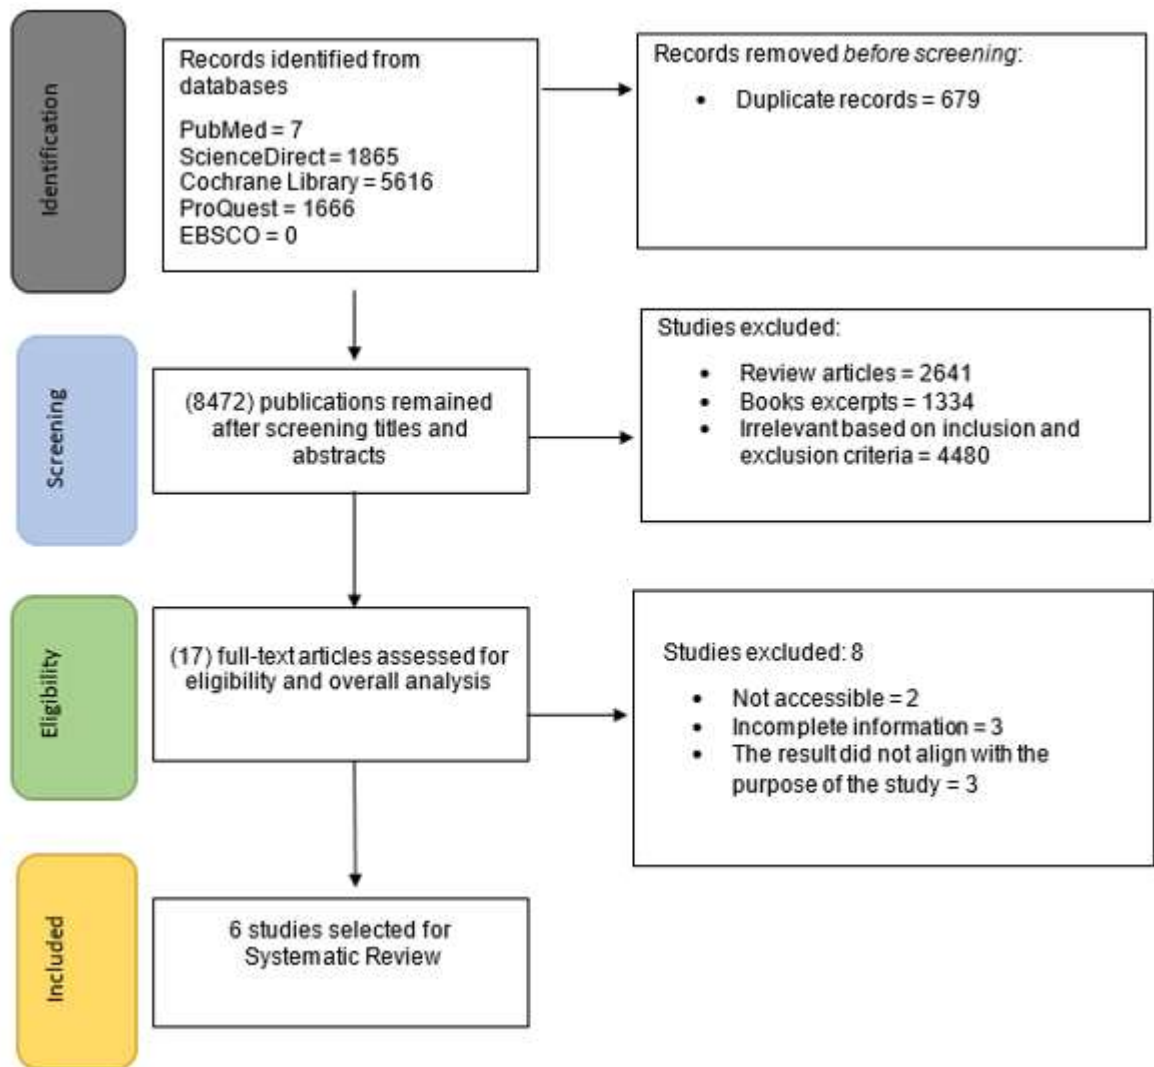 Identification
Records identified from
databases
PubMed = 7
ScienceDirect = 1865
Cochrane Library = 5616
ProQuest = 1666
EBSCO = 0
Records removed before screening:
• Duplicate records = 679
Screening
(8472) publications remained
after screening titles and
abstracts
Studies excluded:
• Review articles = 2641
• Books excerpts = 1334
• Irrelevant based on inclusion and
exclusion criteria = 4480
Eligibility
(17) full-text articles assessed for
eligibility and overall analysis
Studies excluded: 8
• Not accessible = 2
• Incomplete information = 3
• The result did not align with the
purpose of the study = 3
Included
6 studies selected for
Systematic Review